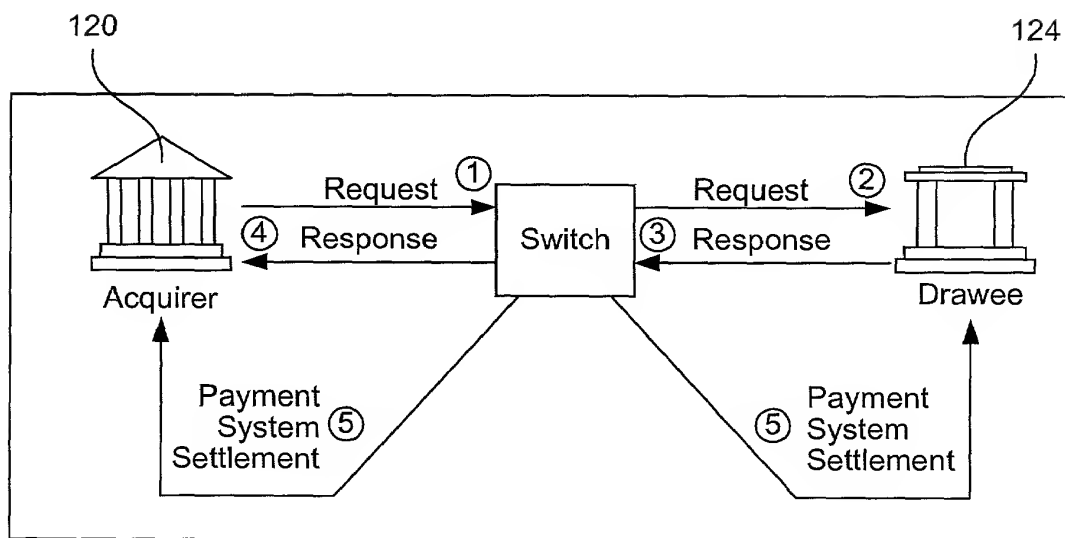 120
124
Request ①
Request ②
④ Response
③ Response
Switch
Acquirer
Drawee
Payment
System ⑤
Settlement
⑤ Payment
System
Settlement